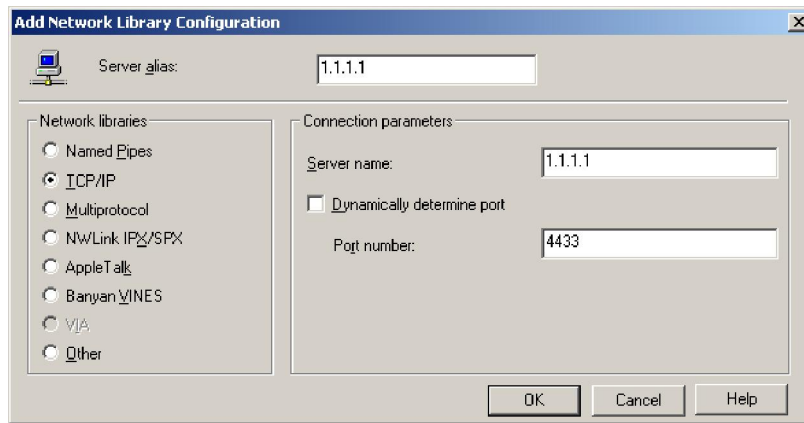 Add Network Library Configuration
Server alias: 1.1.1.1
Network libraries
Named Pipes
TCP/IP
Multiprotocol
NWLink IPX/SPX
AppleTalk
Banyan VINES
VIA
Other
Connection parameters
Server name: 1.1.1.1
Dynamically determine port
Port number: 4433
OK Cancel Help